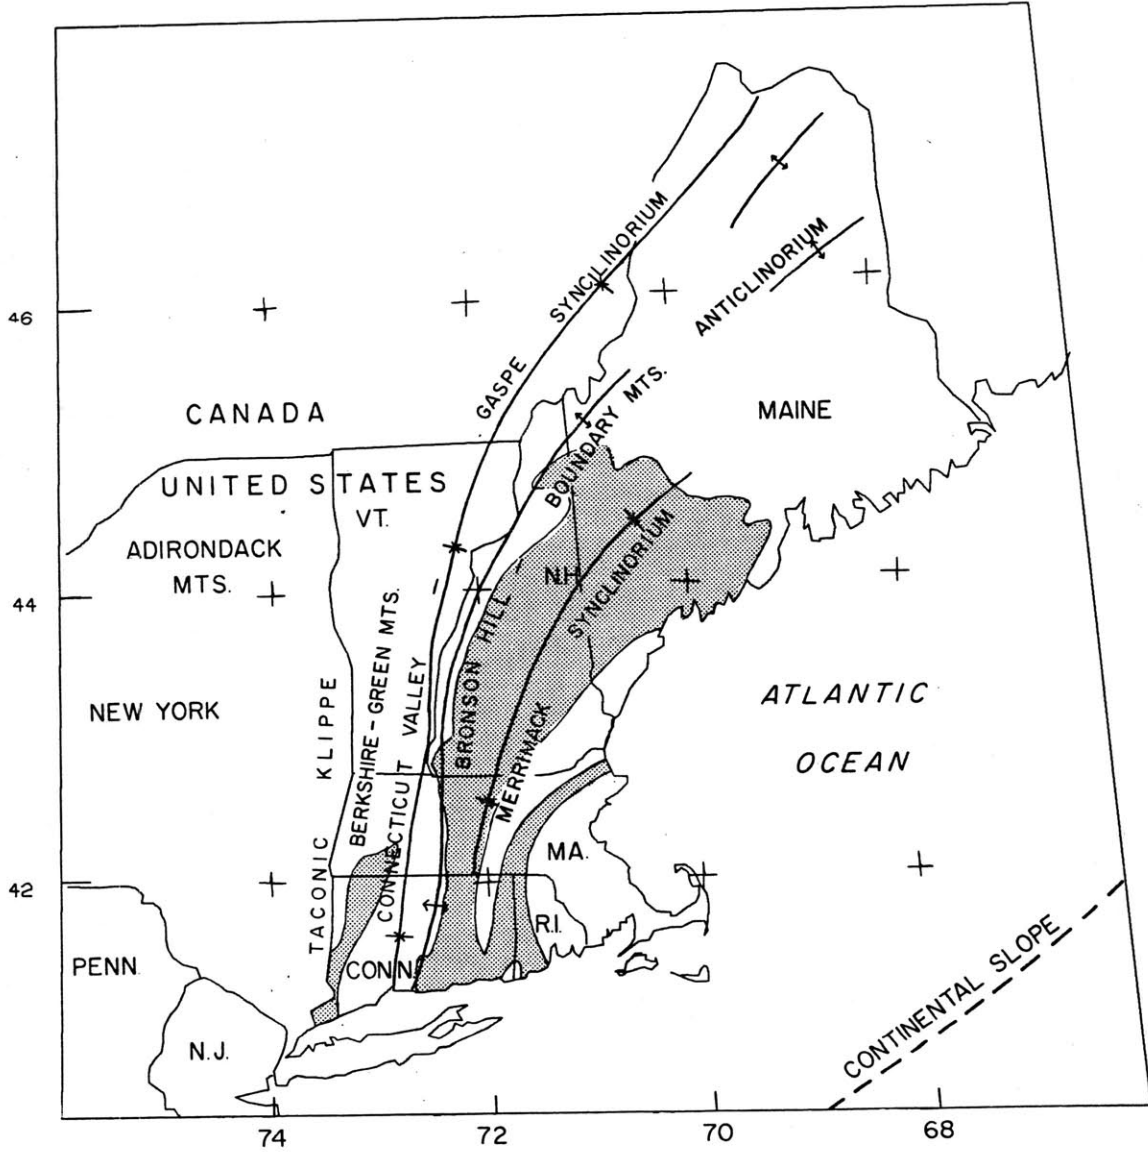 SYNCILINORIUM
GASPE
ANTICLINORIUM
46
CANADA
BOUNDARY MTS.
MAINE
UNITED STATES
VT.
ADIRONDACK
MTS.
N.H.
SYNCLINORIUM
44
BRONSON HILL
NEW YORK
TACONIC KLIPPE
BERKSHIRE - GREEN MTS.
CONNECTICUT VALLEY
MERRIMACK
ATLANTIC
OCEAN
MA.
42
R.I.
PENN.
CONN.
CONTINENTAL SLOPE
N.J.
74
72
70
68